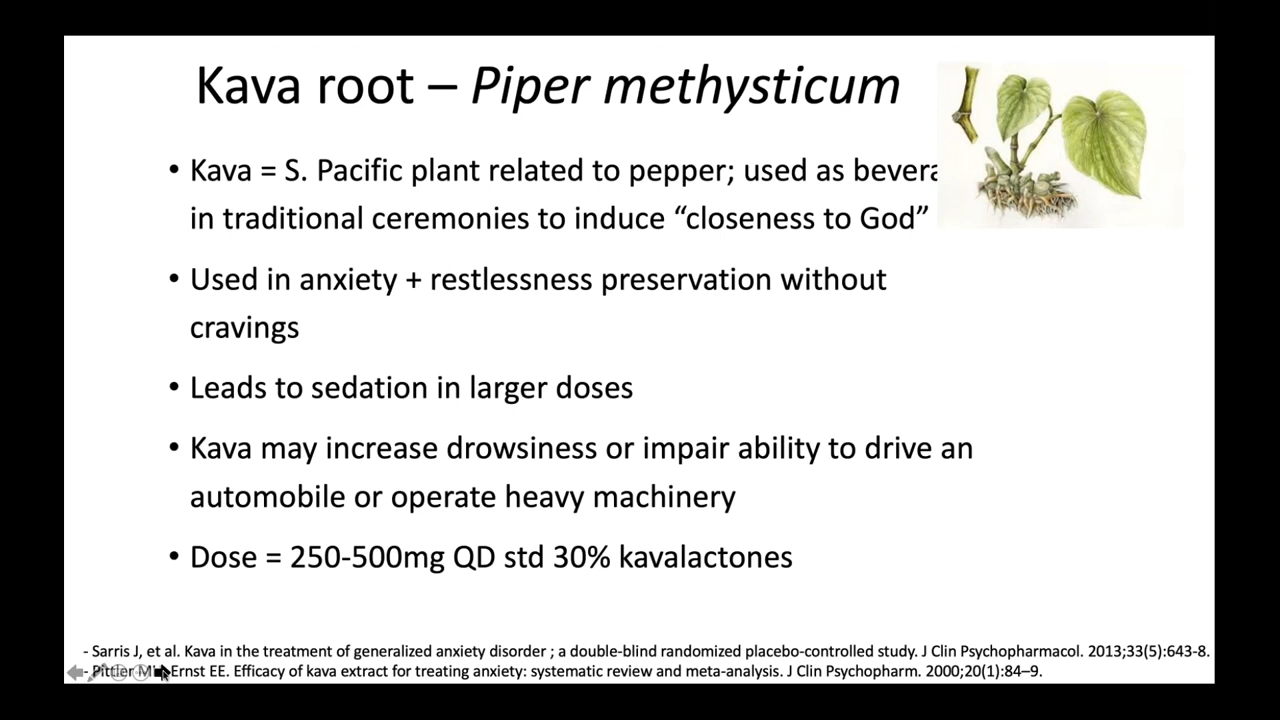 Kava root – Piper methysticum
• Kava = S. Pacific plant related to pepper; used as bevera
in traditional ceremonies to induce “closeness to God”
• Used in anxiety + restlessness preservation without
cravings
• Leads to sedation in larger doses
• Kava may increase drowsiness or impair ability to drive an
automobile or operate heavy machinery
• Dose = 250-500mg QD std 30% kavalactones
- Sarris J, et al. Kava in the treatment of generalized anxiety disorder ; a double-blind randomized placebo-controlled study. J Clin Psychopharmacol. 2013;33(5):643-8.
- Pittler Ernst EE. Efficacy of kava extract for treating anxiety: systematic review and meta-analysis. J Clin Psychopharm. 2000;20(1):84–9.